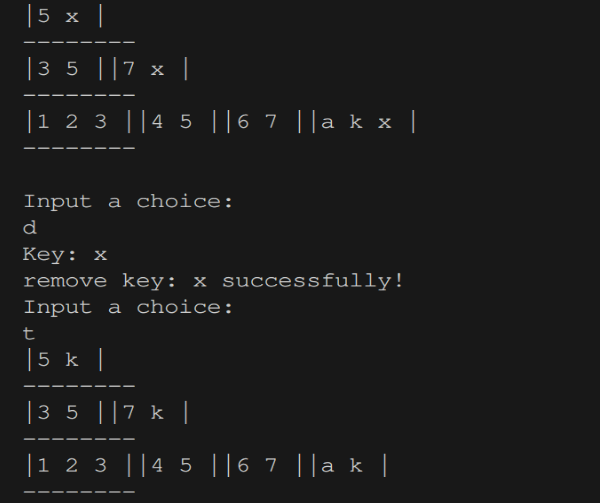 |5 x |
--------
|3 5 ||7 x |
--------
|1 2 3 ||4 5 ||6 7 ||a k x |
--------
Input a choice:
d
Key: x
remove key: x successfully!
Input a choice:
t
|5 k |
--------
|3 5 ||7 k |
--------
|1 2 3 ||4 5 ||6 7 ||a k |
--------